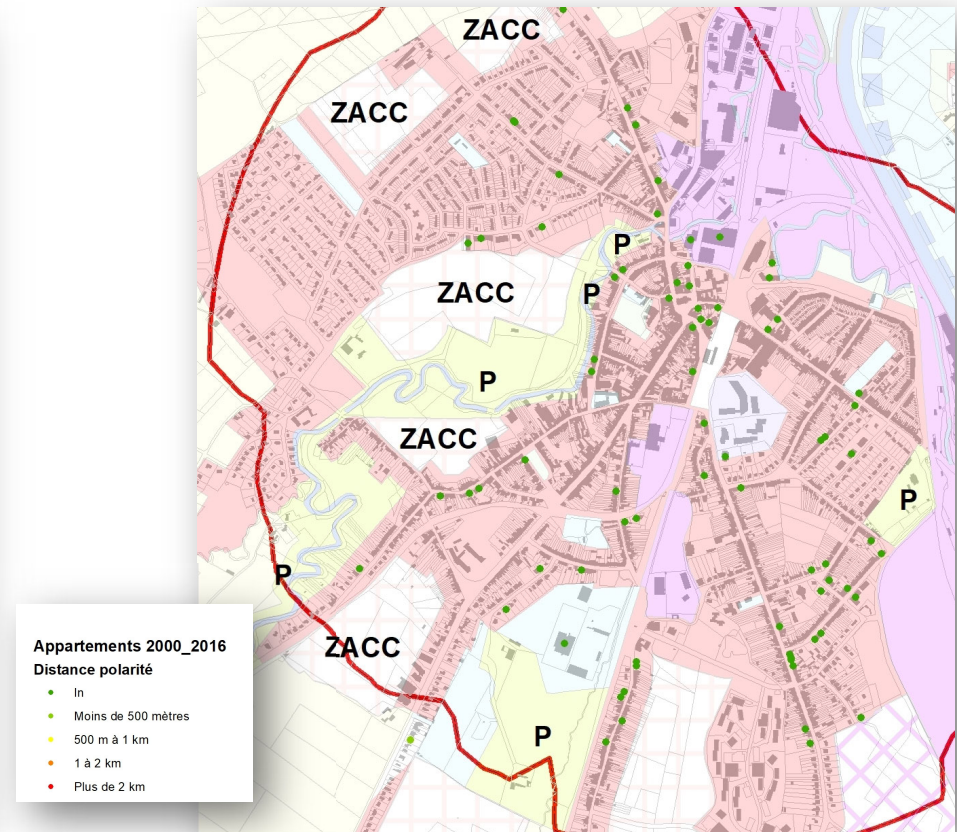 ZACC
ZACC
P
ZACC
P
P
ZACC
P
P
ZACC
P
Appartements 2000_2016
Distance polarité
In
Moins de 500 mètres
500 m à 1 km
1 à 2 km
Plus de 2 km